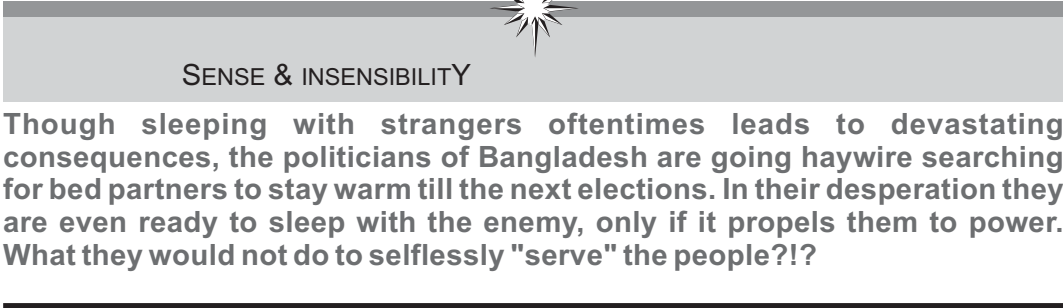 SENSE & INSENSIBILITY
Though sleeping with strangers oftentimes leads to devastating
consequences, the politicians of Bangladesh are going haywire searching
for bed partners to stay warm till the next elections. In their desperation they
are even ready to sleep with the enemy, only if it propels them to power.
What they would not do to selflessly "serve" the people?!?